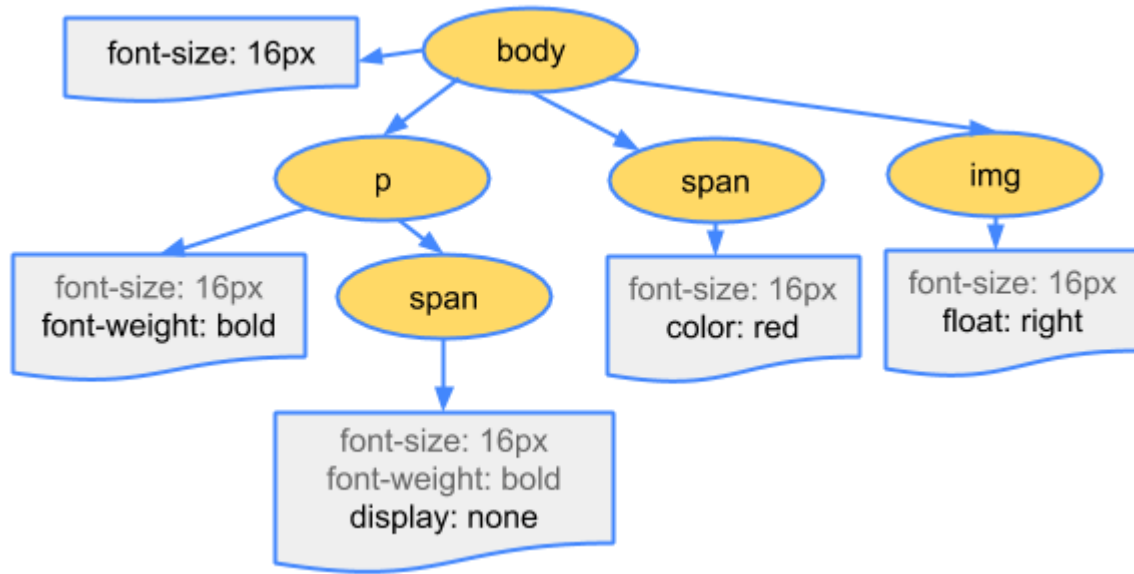 font-size: 16px
body
p
span
img
font-size: 16px
font-weight: bold
span
font-size: 16px
color: red
font-size: 16px
float: right
font-size: 16px
font-weight: bold
display: none